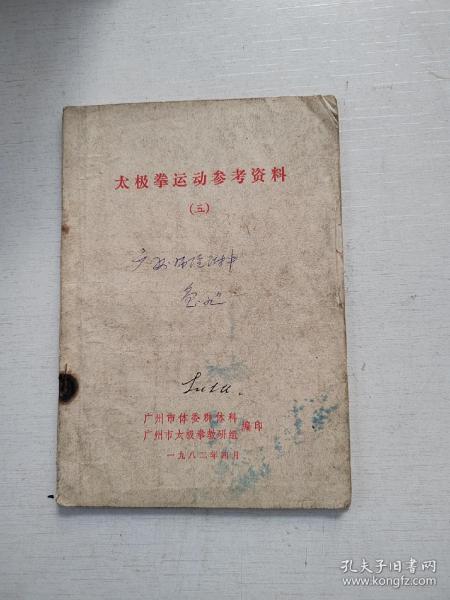 太极拳运动参考资料
（五）
广州市体委群体科
广州市太极拳教研组
编印
一九八二年四月
孔夫子旧书网
www.kongfz.com